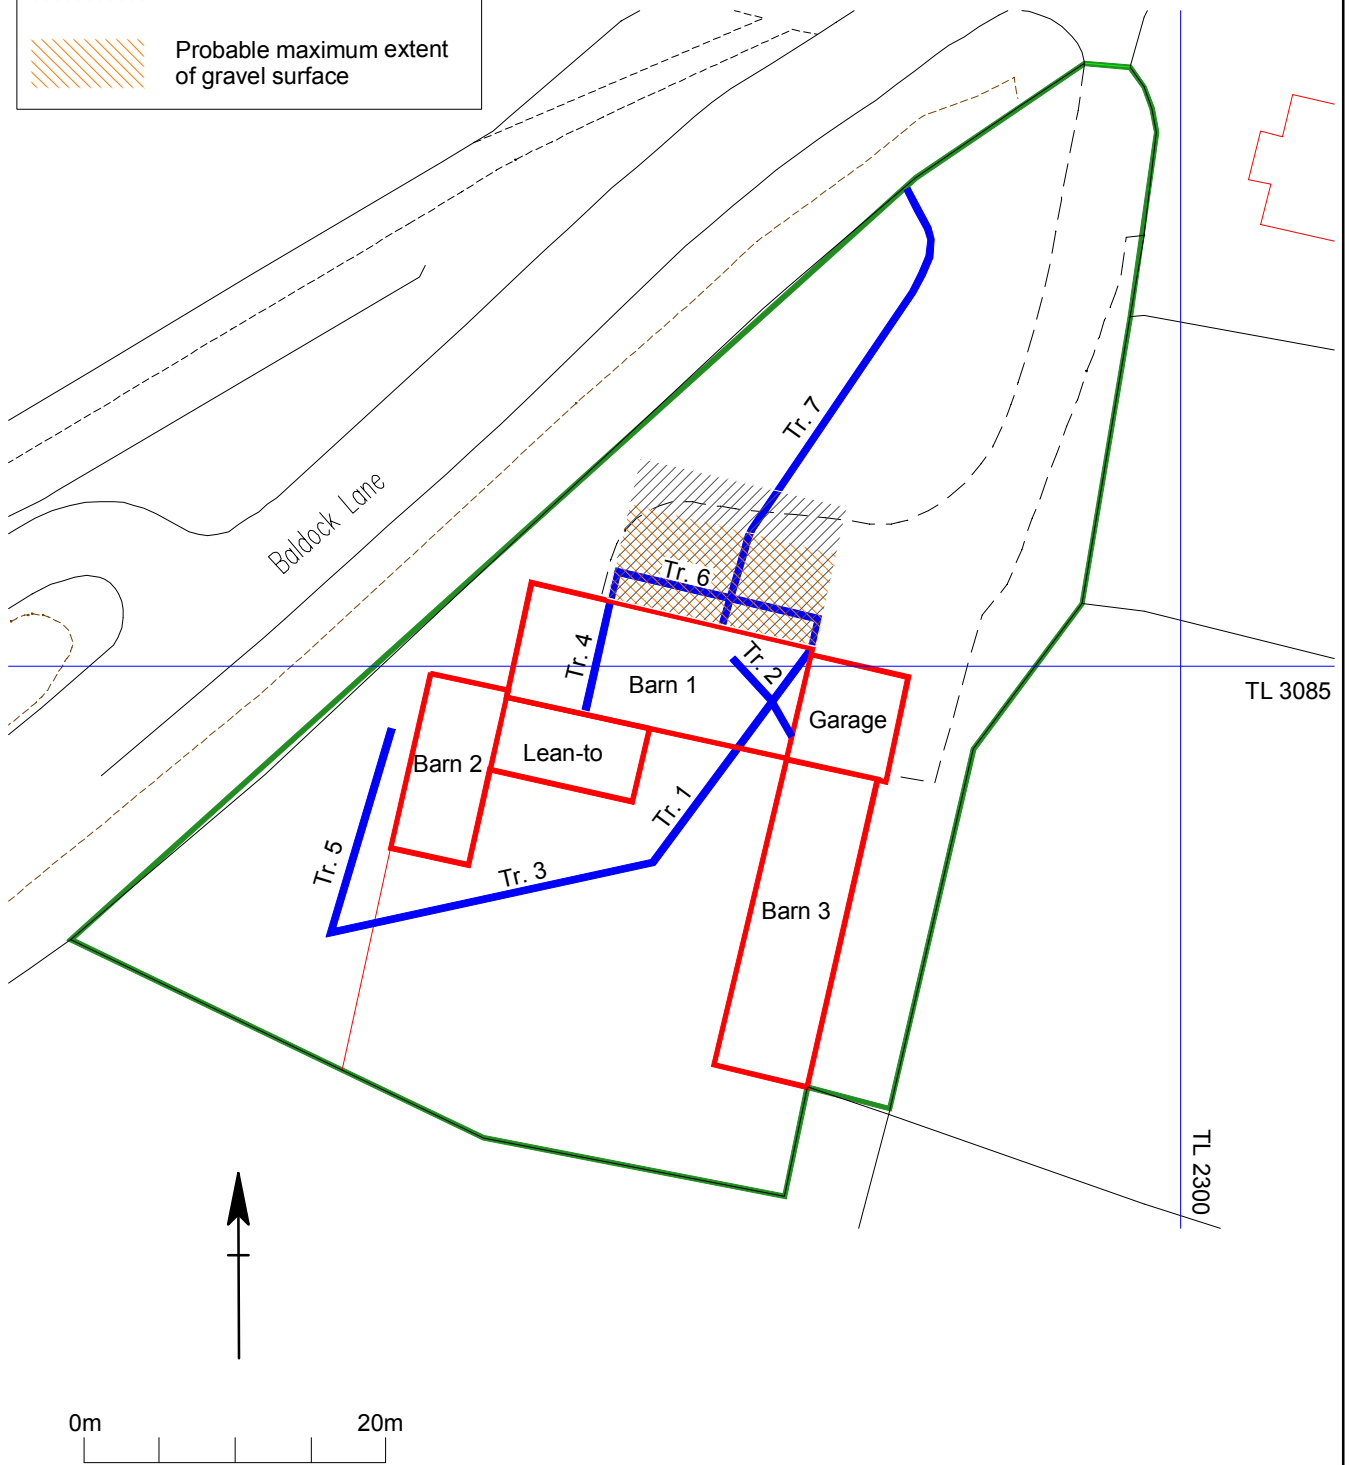 Probable maximum extent
of gravel surface
Baldock Lane
Tr. 7
Tr. 6
Tr. 4
Tr. 2
Barn 1
TL 3085
Garage
Lean-to
Barn 2
Tr. 1
Tr. 5
Tr. 3
Barn 3
TL 2300
0m
20m